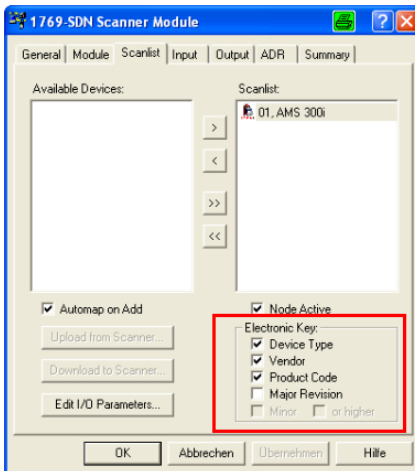 1769-SDN Scanner Module
General Module Scanlist Input Output ADR Summary
Available Devices:
Scanlist:
01, AMS 300i
>
<
>>
<<
Automap on Add
Node Active
Upload from Scanner...
Download to Scanner...
Edit I/O Parameters...
Electronic Key:
Device Type
Vendor
Product Code
Major Revision
Minor or higher
OK Abbrechen Übernehmen Hilfe